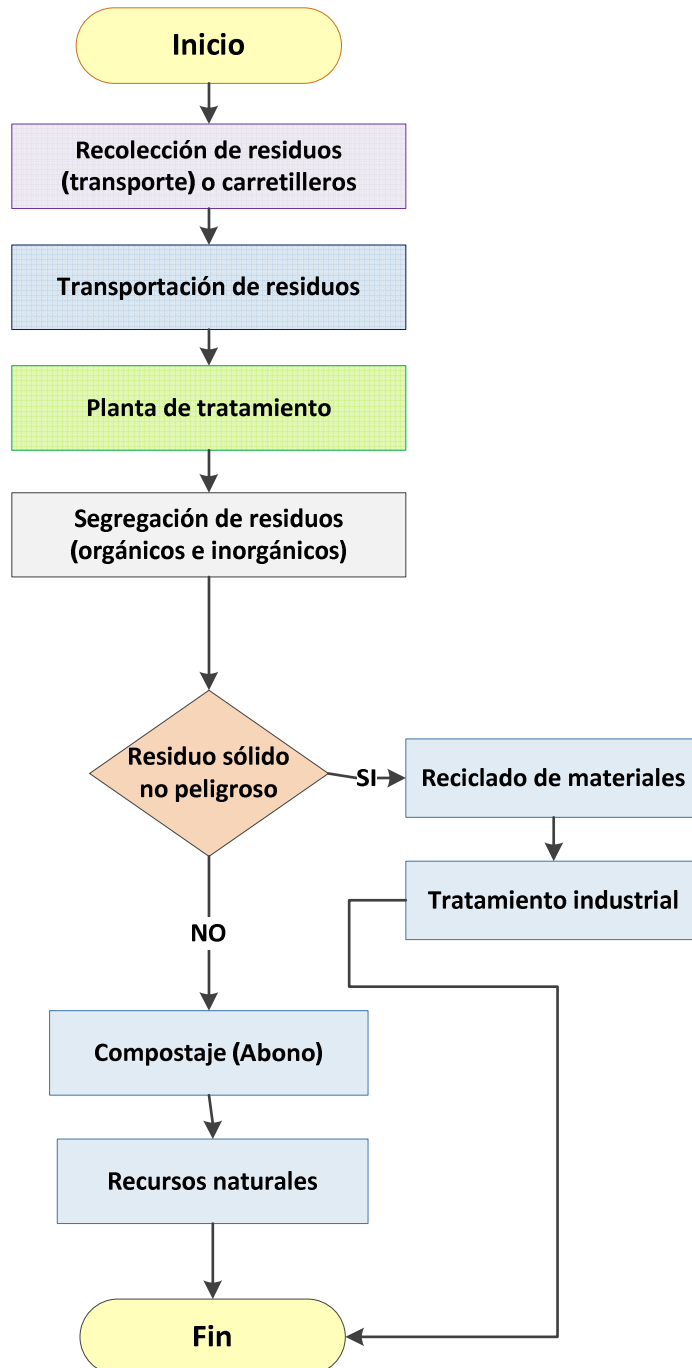 Inicio
Recolección de residuos
(transporte) o carretilleros
Transportación de residuos
Planta de tratamiento
Segregación de residuos
(orgánicos e inorgánicos)
Residuo sólido
no peligroso
SI
Reciclado de materiales
Tratamiento industrial
NO
Compostaje (Abono)
Recursos naturales
Fin